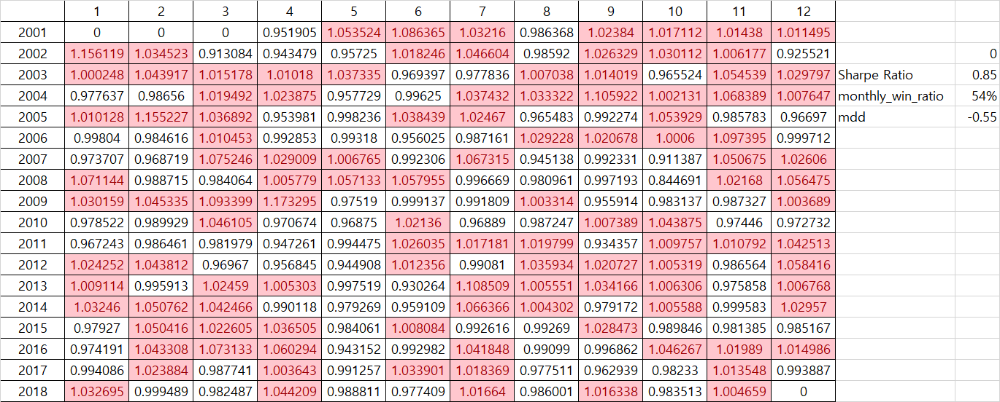 1 2 3 4 5 6 7 8 9 10 11 12
2001 0 0 0 0.951905 1.053524 1.086365 1.03216 0.986368 1.02384 1.017112 1.01438 1.011495
2002 1.156119 1.034523 0.913084 0.943479 0.95725 1.018246 1.046604 0.98592 1.026329 1.030112 1.006177 0.925521 0
2003 1.000248 1.043917 1.015178 1.01018 1.037335 0.969397 0.977836 1.007038 1.014019 0.965524 1.054539 1.029797 Sharpe Ratio 0.85
2004 0.977637 0.98656 1.019492 1.023875 0.957729 0.99625 1.037432 1.033322 1.105922 1.002131 1.068389 1.007647 monthly_win_ratio 54%
2005 1.010128 1.155227 1.036892 0.953981 0.998236 1.038439 1.02467 0.965483 0.992274 1.053929 0.985783 0.96697 mdd -0.55
2006 0.99804 0.984616 1.010453 0.992853 0.99318 0.956025 0.987161 1.029228 1.020678 1.0006 1.097395 0.999712
2007 0.973707 0.968719 1.075246 1.029009 1.006765 0.992306 1.067315 0.945138 0.992331 0.911387 1.050675 1.02606
2008 1.071144 0.988715 0.984064 1.005779 1.057133 1.057955 0.996669 0.980961 0.997193 0.844691 1.02168 1.056475
2009 1.030159 1.045335 1.093399 1.173295 0.97519 0.999137 0.991809 1.003314 0.955914 0.983137 0.987327 1.003689
2010 0.978522 0.989929 1.046105 0.970674 0.96875 1.02136 0.96889 0.987247 1.007389 1.043875 0.97446 0.972732
2011 0.967243 0.986461 0.981979 0.947261 0.994475 1.026035 1.017181 1.019799 0.934357 1.009757 1.010792 1.042513
2012 1.024252 1.043812 0.96967 0.956845 0.944908 1.012356 0.99081 1.035934 1.020727 1.005319 0.986564 1.058416
2013 1.009114 0.995913 1.02459 1.005303 0.997519 0.930264 1.108509 1.005551 1.034166 1.006306 0.975858 1.006768
2014 1.03246 1.050762 1.042466 0.990118 0.979269 0.959109 1.066366 1.004302 0.979172 1.005588 0.999583 1.02957
2015 0.97927 1.050416 1.022605 1.036505 0.984061 1.008084 0.992616 0.99269 1.028473 0.989846 0.981385 0.985167
2016 0.974191 1.043308 1.073133 1.060294 0.943152 0.992982 1.041848 0.99099 0.996862 1.046267 1.01989 1.014986
2017 0.994086 1.023884 0.987741 1.003643 0.991257 1.033901 1.018369 0.977511 0.962939 0.98233 1.013548 0.993887
2018 1.032695 0.999489 0.982487 1.044209 0.988811 0.977409 1.01664 0.986001 1.016338 0.983513 1.004659 0